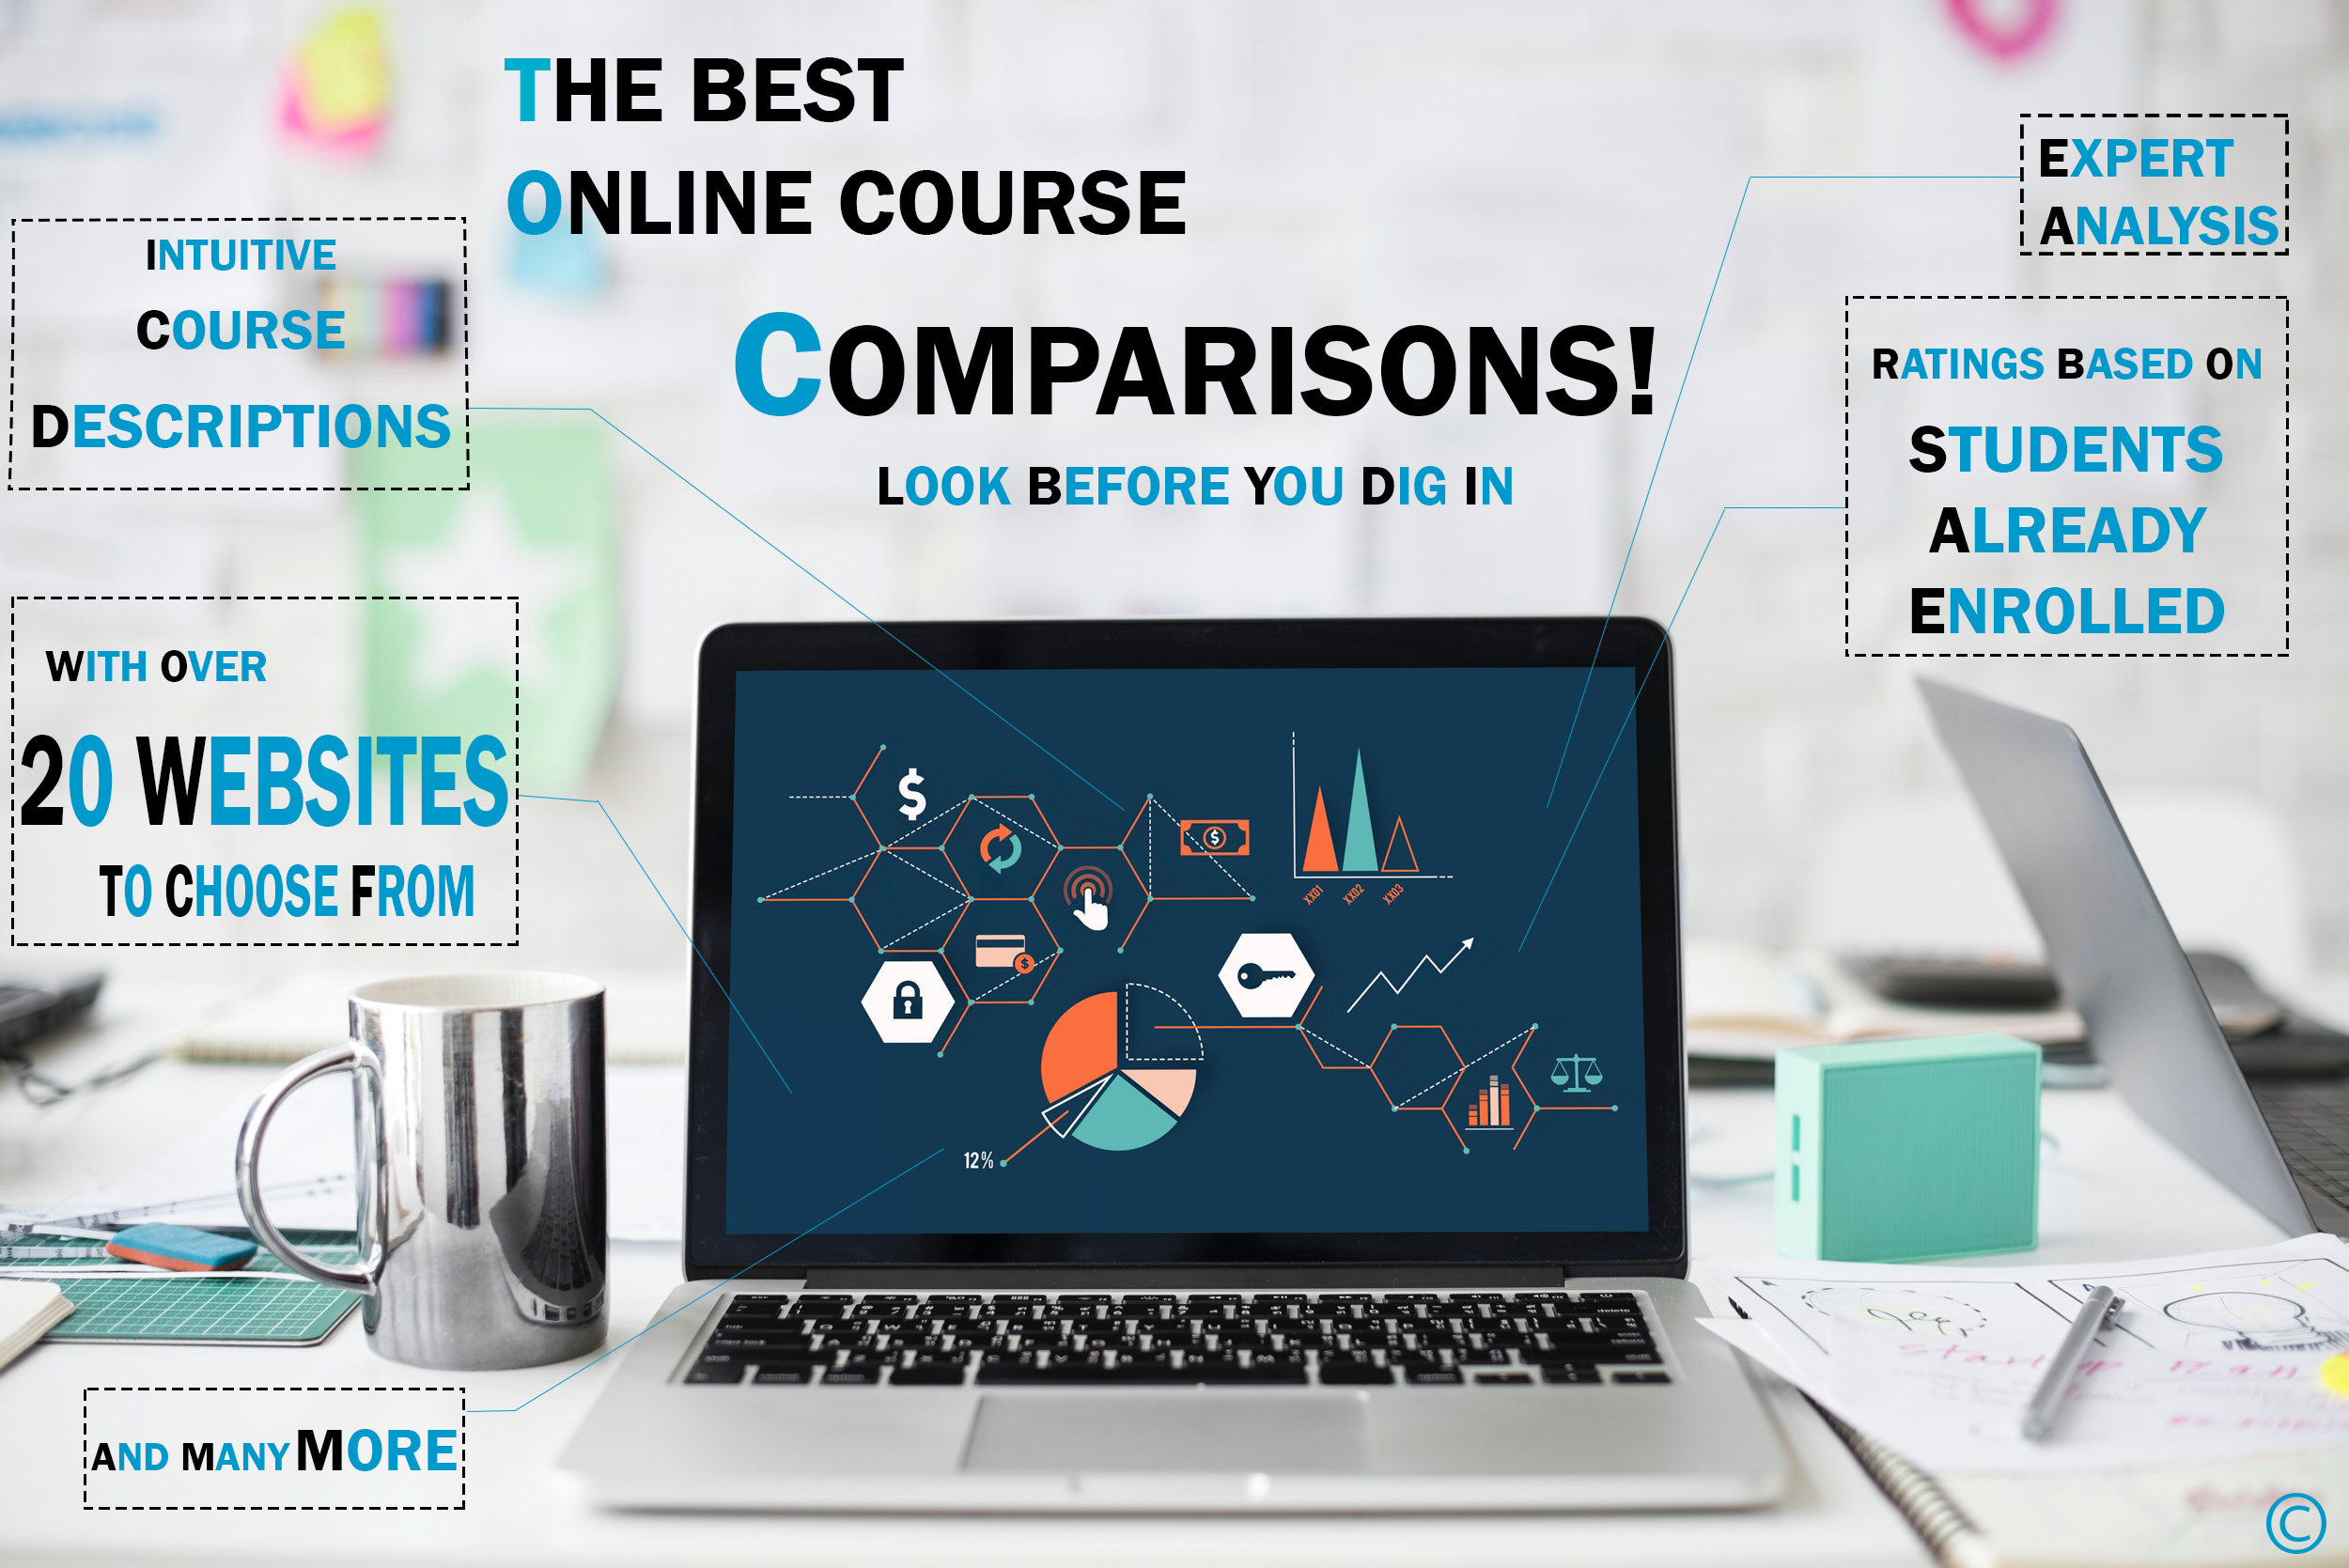 THE BEST
ONLINE COURSE
COMPARISONS!
LOOK BEFORE YOU DIG IN
INTUITIVE
COURSE
DESCRIPTIONS
WITH OVER
20 WEBSITES
TO CHOOSE FROM
AND MANY MORE
EXPERT
ANALYSIS
RATINGS BASED ON
STUDENTS
ALREADY
ENROLLED
$
$
$
XX01
XX02
XX03
12%
delete
©